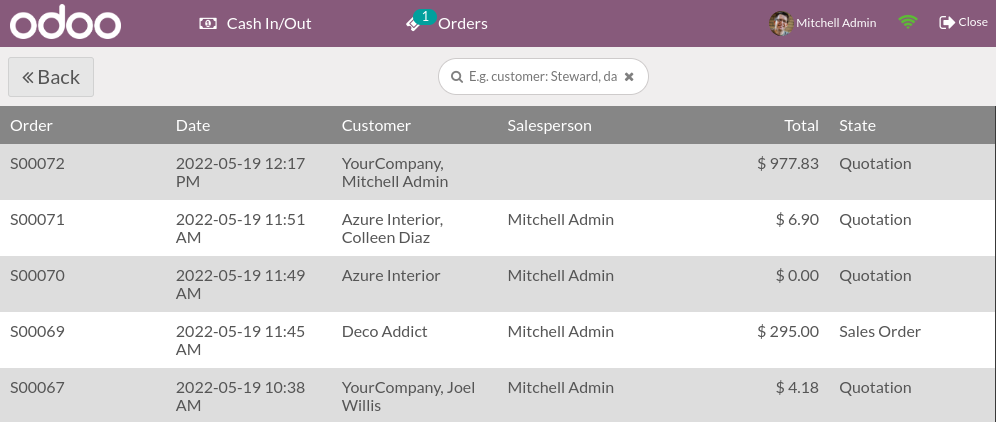 odoo Cash In/Out 1 Orders Mitchell Admin Close
Back E.g. customer: Steward, da
Order Date Customer Salesperson Total State
S00072 2022-05-19 12:17 YourCompany, $ 977.83 Quotation
PM Mitchell Admin
S00071 2022-05-19 11:51 Azure Interior, Mitchell Admin $ 6.90 Quotation
AM Colleen Diaz
S00070 2022-05-19 11:49 Azure Interior Mitchell Admin $ 0.00 Quotation
AM
S00069 2022-05-19 11:45 Deco Addict Mitchell Admin $ 295.00 Sales Order
AM
S00067 2022-05-19 10:38 YourCompany, Joel Mitchell Admin $ 4.18 Quotation
AM Willis